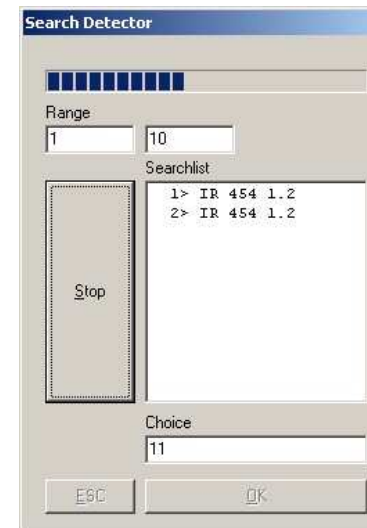 Search Detector
Range
1 10
Searchlist
1> IR 454 1.2
2> IR 454 1.2
Stop
Choice
11
ESC OK